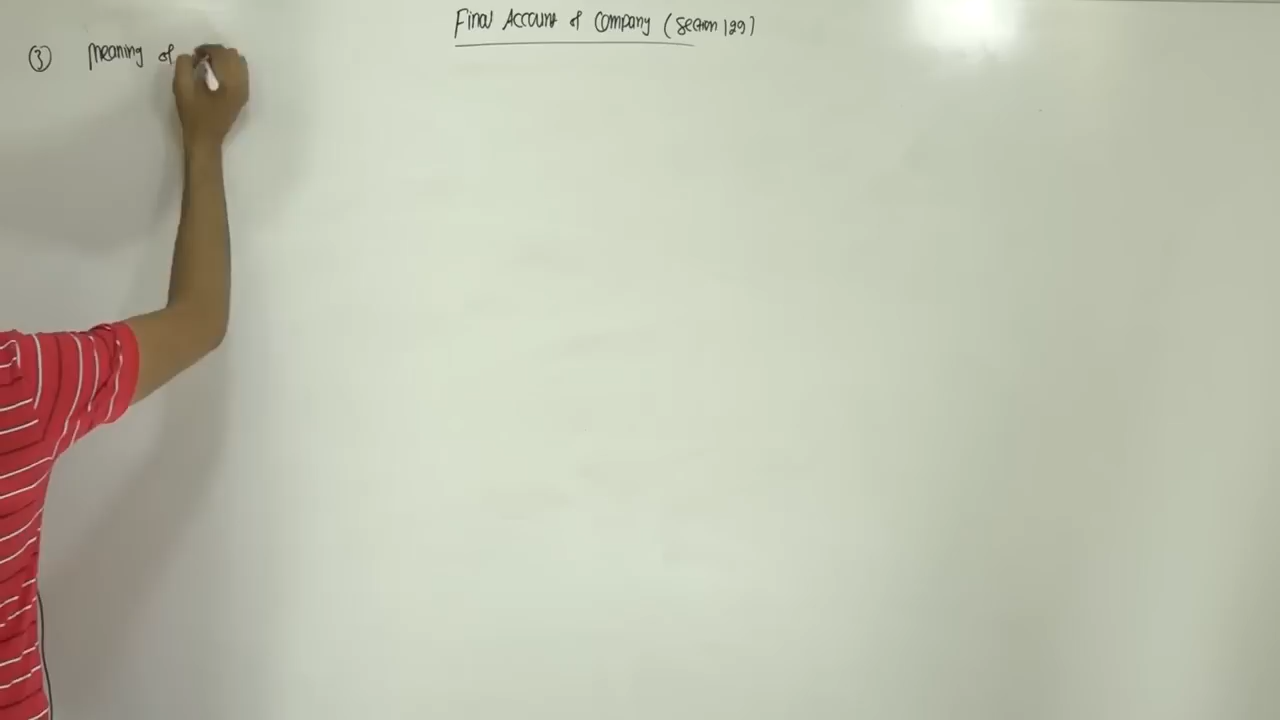 Final Account of Company (Section 129)
③ Meaning of